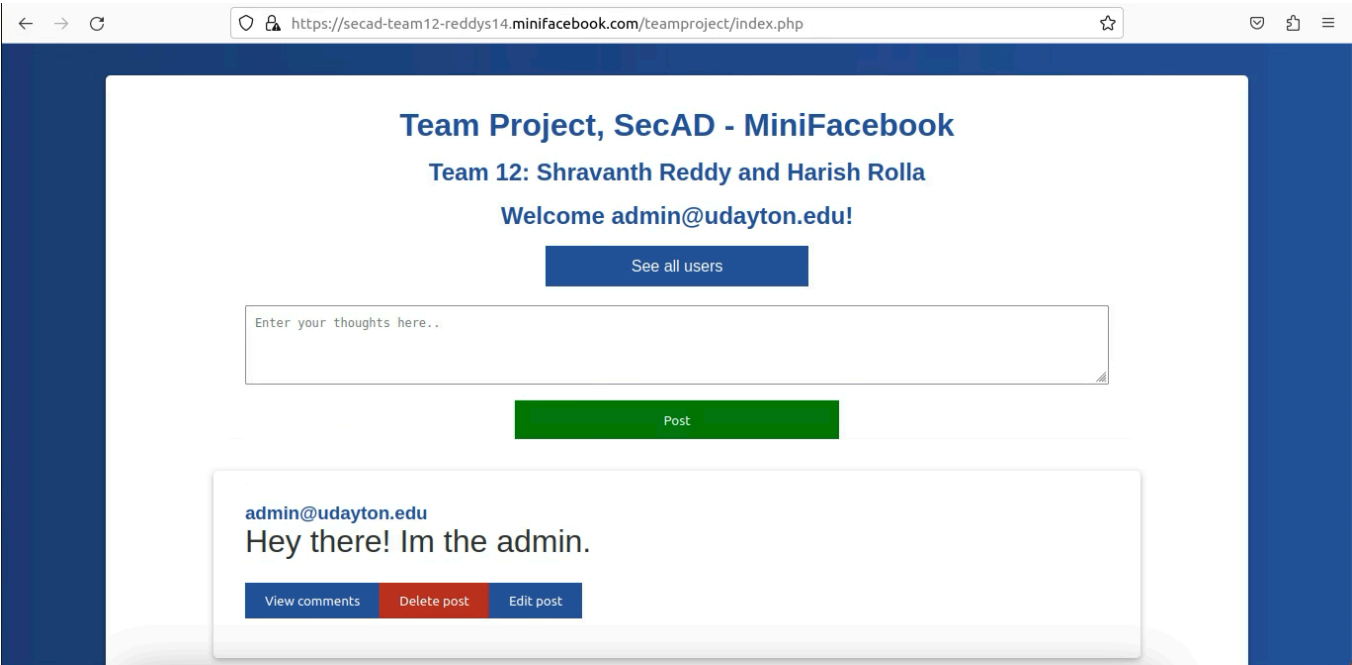 https://secad-team12-reddys14.minifacebook.com/teamproject/index.php
Team Project, SecAD - MiniFacebook
Team 12: Shravanth Reddy and Harish Rolla
Welcome admin@udayton.edu!
See all users
Enter your thoughts here..
Post
admin@udayton.edu
Hey there! Im the admin.
View comments Delete post Edit post